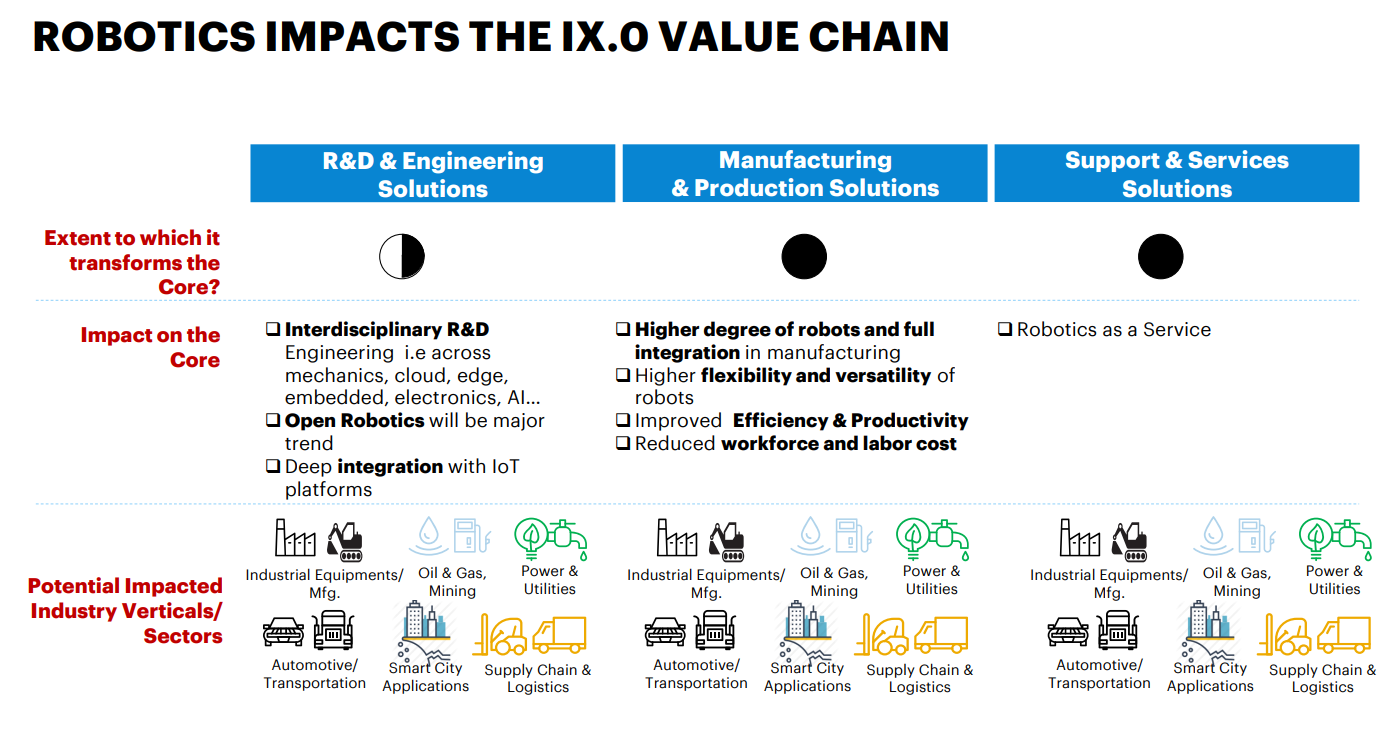 ROBOTICS IMPACTS THE IX.0 VALUE CHAIN
R&D & Engineering
Solutions
Manufacturing
& Production Solutions
Support & Services
Solutions
Extent to which it
transforms the
Core?
Impact on the
Core
❑ Interdisciplinary R&D
Engineering i.e across
mechanics, cloud, edge,
embedded, electronics, AI…
❑ Open Robotics will be major
trend
❑ Deep integration with IoT
platforms
❑ Higher degree of robots and full
integration in manufacturing
❑ Higher flexibility and versatility of
robots
❑ Improved Efficiency & Productivity
❑ Reduced workforce and labor cost
❑ Robotics as a Service
Potential Impacted
Industry Verticals/
Sectors
Industrial Equipments/
Mfg.
Oil & Gas,
Mining
Power &
Utilities
Automotive/
Transportation
Smart City
Applications
Supply Chain &
Logistics
Industrial Equipments/
Mfg.
Oil & Gas,
Mining
Power &
Utilities
Automotive/
Transportation
Smart City
Applications
Supply Chain &
Logistics
Industrial Equipments/
Mfg.
Oil & Gas,
Mining
Power &
Utilities
Automotive/
Transportation
Smart City
Applications
Supply Chain &
Logistics